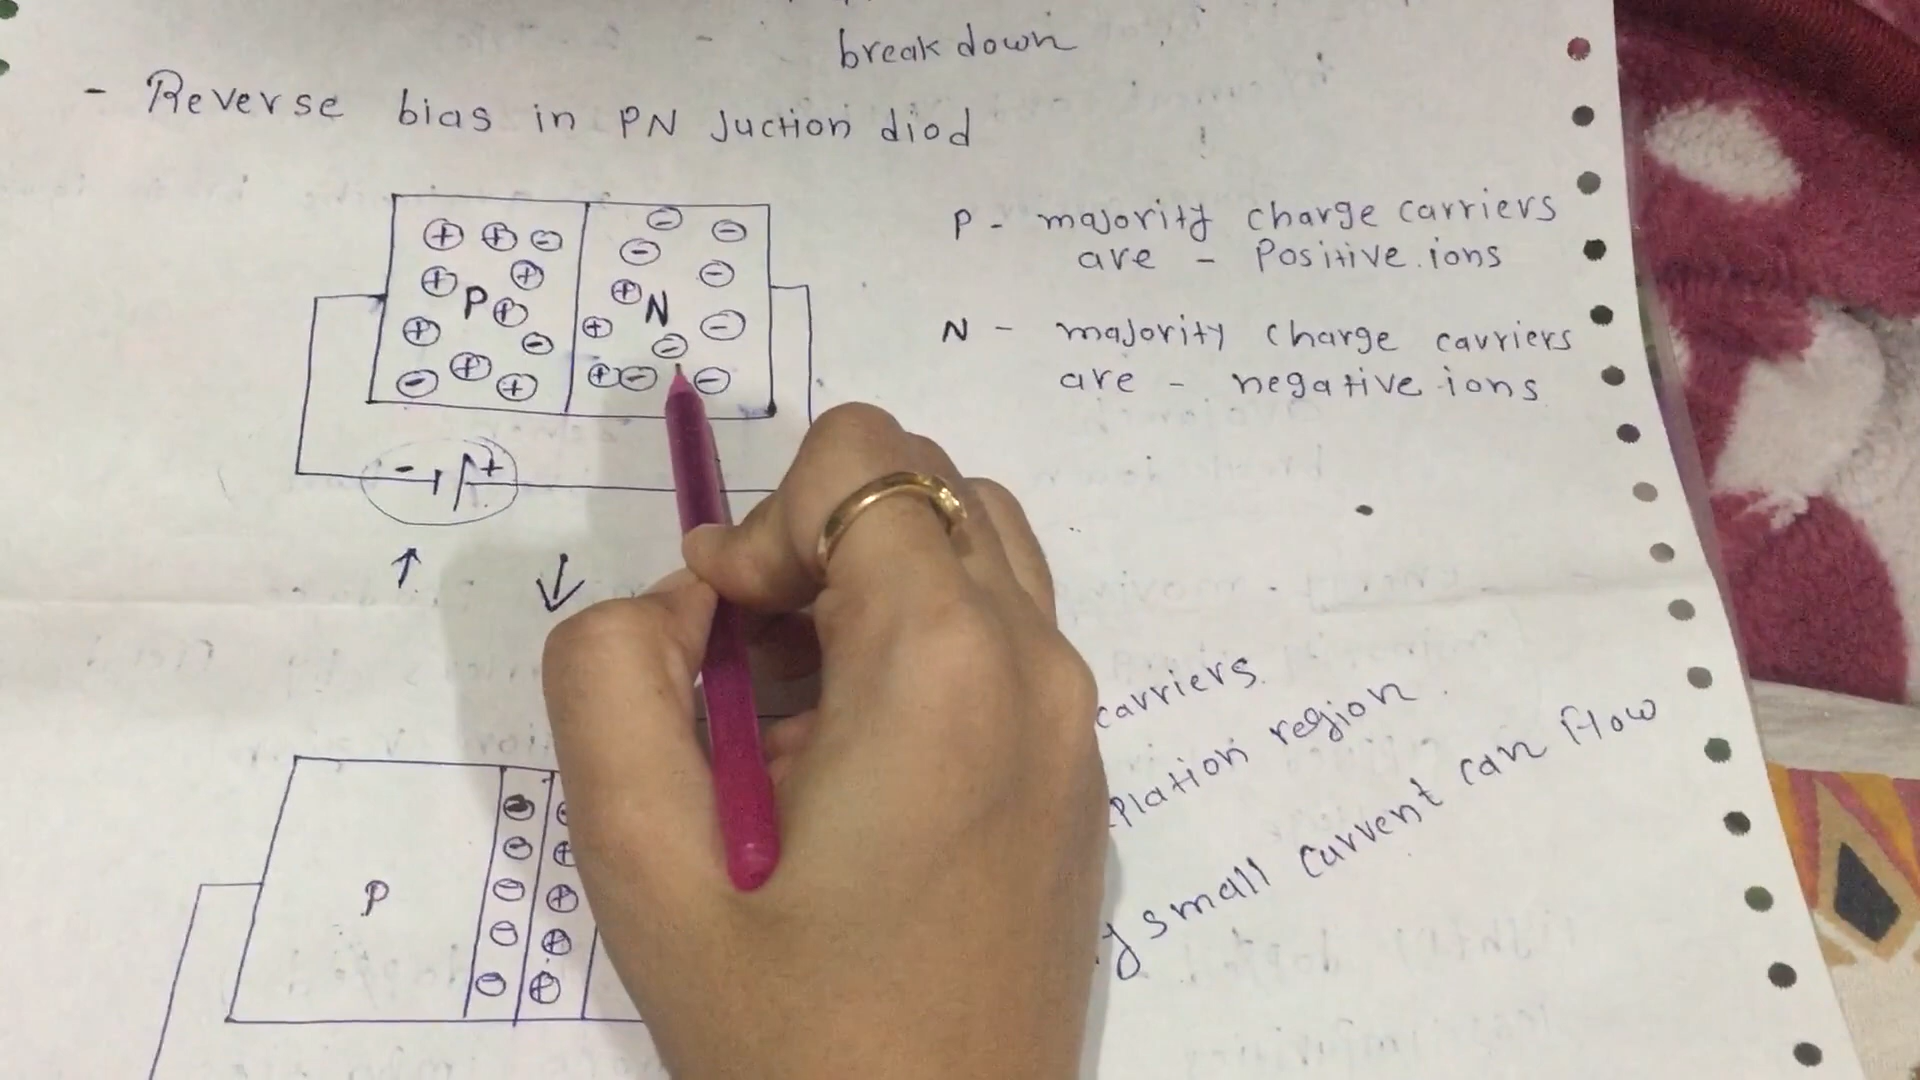 break down
- Reverse bias in PN Juction diod
P - majority charge carriers
are - Positive ions
N - majority charge carriers
are - negative ions
P
N
- +
carriers.
region.
small current can flow
P